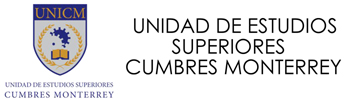 UNICM
UNIDAD DE ESTUDIOS SUPERIORES
CUMBRES MONTERREY
UNIDAD DE ESTUDIOS
SUPERIORES
CUMBRES MONTERREY